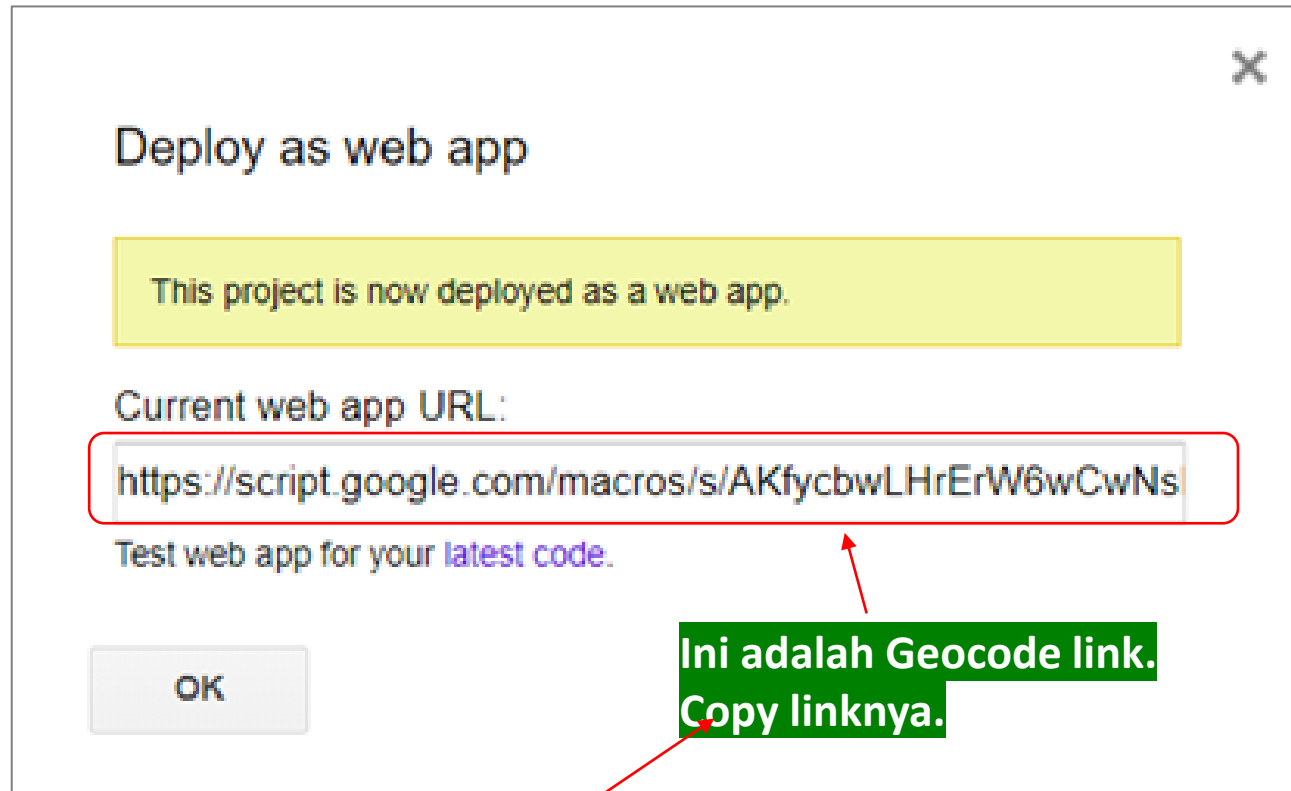 Deploy as web app
This project is now deployed as a web app.
Current web app URL:
https://script.google.com/macros/s/AKfycbwLHrErW6wCwNs
Test web app for your latest code.
Ini adalah Geocode link.
Copy linknya.
OK